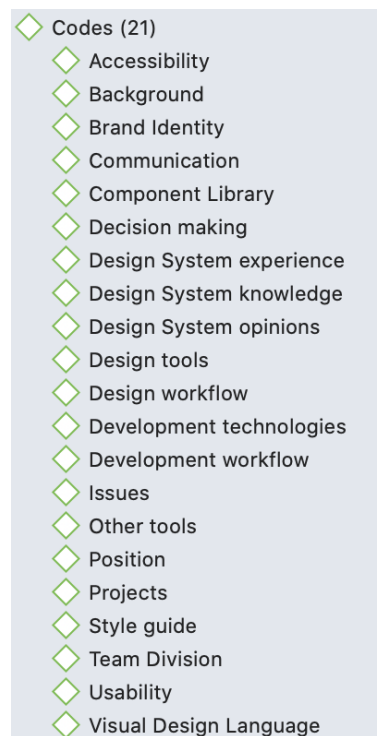 Codes (21)
Accessibility
Background
Brand Identity
Communication
Component Library
Decision making
Design System experience
Design System knowledge
Design System opinions
Design tools
Design workflow
Development technologies
Development workflow
Issues
Other tools
Position
Projects
Style guide
Team Division
Usability
Visual Design Language